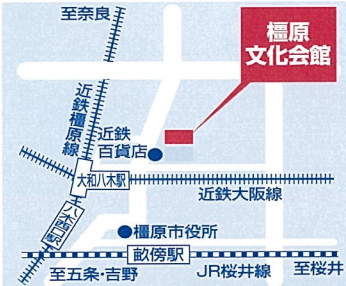 至奈良
橿原
文化会館
近鉄橿原線
近鉄
百貨店
大和八木駅
近鉄大阪線
八木西口駅
橿原市役所
畝傍駅
至五条・吉野
JR桜井線
至桜井